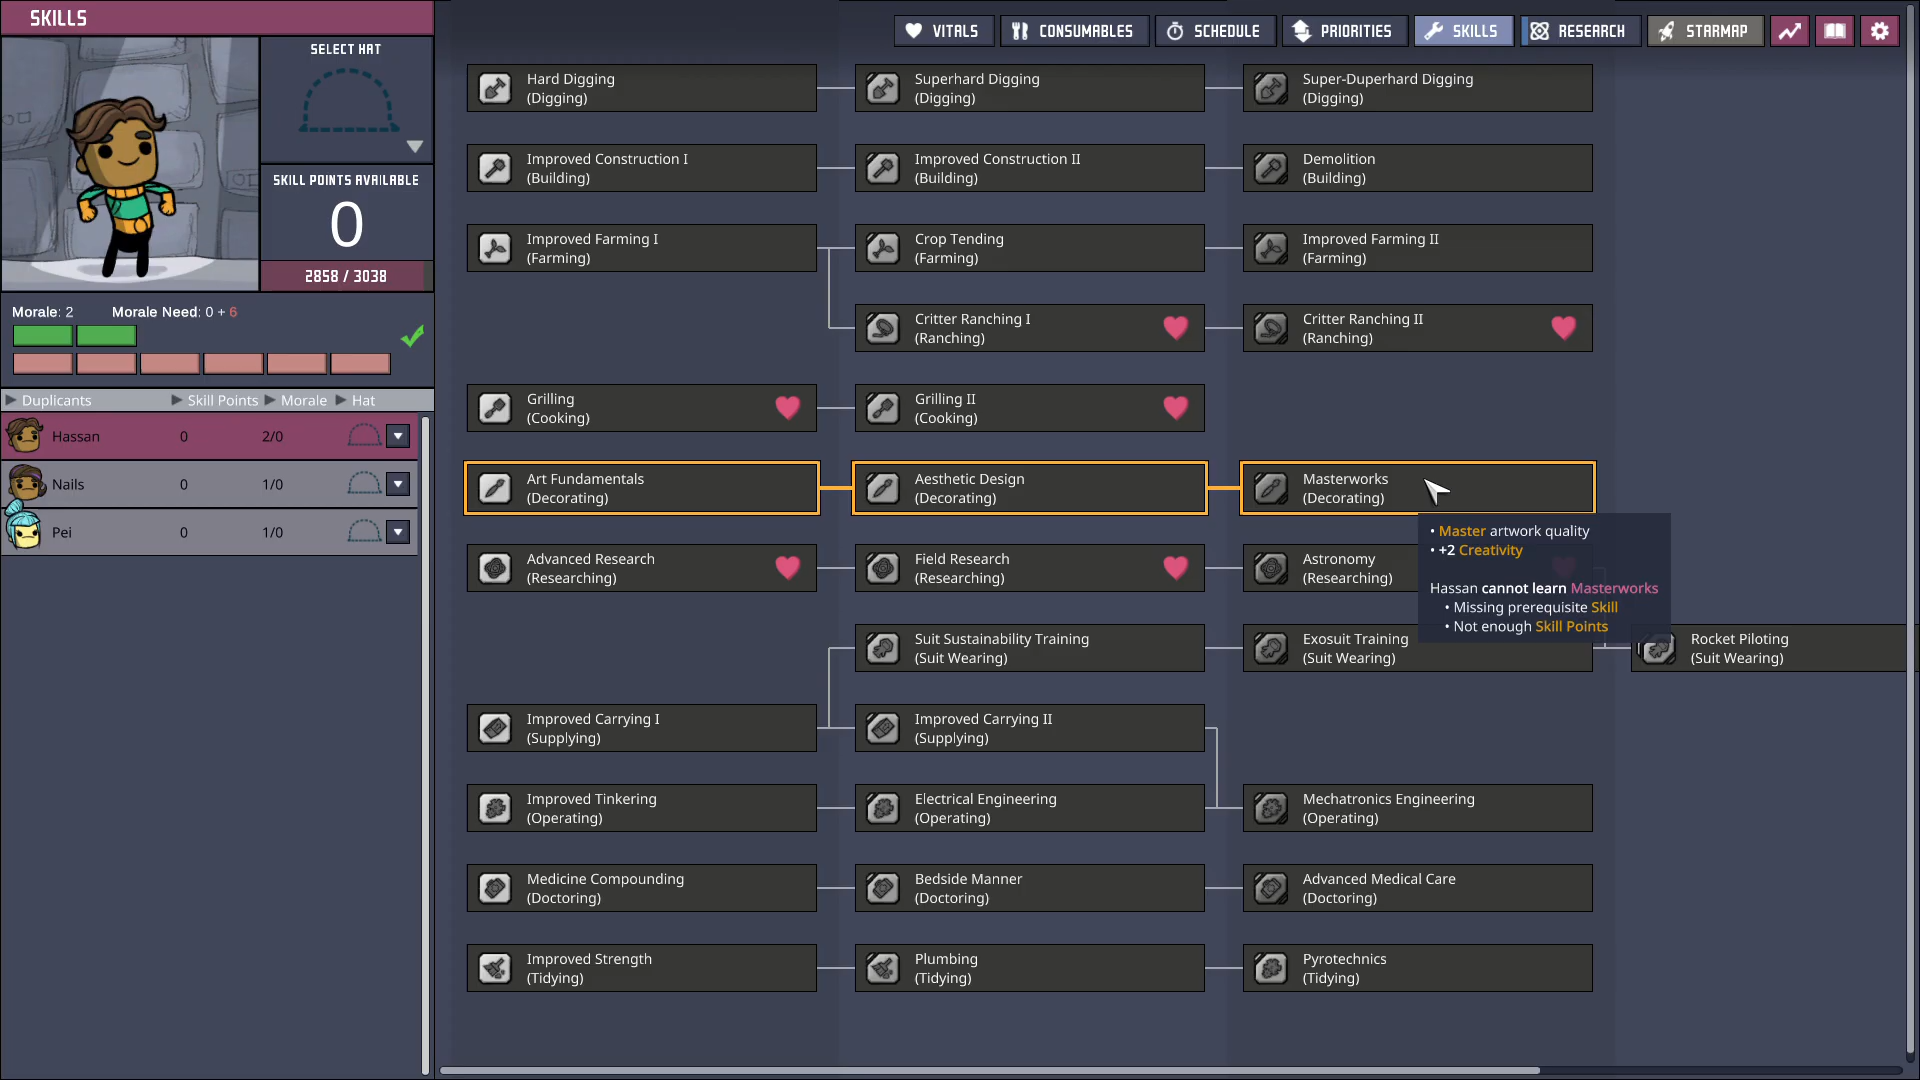 SKILLS
SELECT HAT
SKILL POINTS AVAILABLE
0
2858 / 3038
Morale: 2
Morale Need: 0 + 6
Duplicants
Skill Points
Morale
Hat
Hassan
0
2/0
Nails
0
1/0
Pei
0
1/0
VITALS
CONSUMABLES
SCHEDULE
PRIORITIES
SKILLS
RESEARCH
STARMAP
Hard Digging
(Digging)
Superhard Digging
(Digging)
Super-Duperhard Digging
(Digging)
Improved Construction I
(Building)
Improved Construction II
(Building)
Demolition
(Building)
Improved Farming I
(Farming)
Crop Tending
(Farming)
Improved Farming II
(Farming)
Critter Ranching I
(Ranching)
Critter Ranching II
(Ranching)
Grilling
(Cooking)
Grilling II
(Cooking)
Art Fundamentals
(Decorating)
Aesthetic Design
(Decorating)
Masterworks
(Decorating)
• Master artwork quality
• +2 Creativity
Hassan cannot learn Masterworks
• Missing prerequisite Skill
• Not enough Skill Points
Advanced Research
(Researching)
Field Research
(Researching)
Astronomy
(Researching)
Suit Sustainability Training
(Suit Wearing)
Exosuit Training
(Suit Wearing)
Rocket Piloting
(Suit Wearing)
Improved Carrying I
(Supplying)
Improved Carrying II
(Supplying)
Improved Tinkering
(Operating)
Electrical Engineering
(Operating)
Mechatronics Engineering
(Operating)
Medicine Compounding
(Doctoring)
Bedside Manner
(Doctoring)
Advanced Medical Care
(Doctoring)
Improved Strength
(Tidying)
Plumbing
(Tidying)
Pyrotechnics
(Tidying)